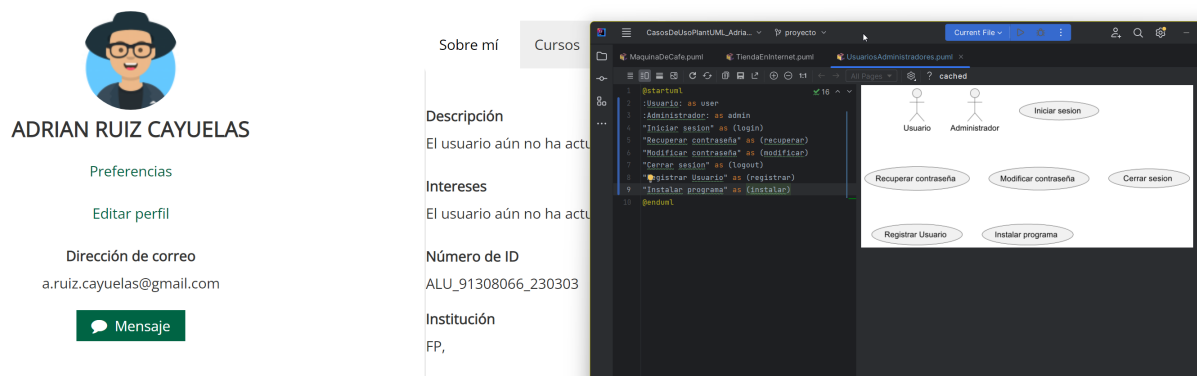 ADRIAN RUIZ CAYUELAS
Preferencias
Editar perfil
Dirección de correo
a.ruiz.cayuelas@gmail.com
Mensaje
Sobre mí
Cursos
Descripción
El usuario aún no ha actu
Intereses
El usuario aún no ha actu
Número de ID
ALU_91308066_230303
Institución
FP,
CasosDeUsoPlantUML_Adria...
proyecto
Current File
MaquinaDeCafe.puml
TiendaEnInternet.puml
UsuariosAdministradores.puml
1:1
All Pages
? cached
16
1 @startuml
2 :Usuario: as user
3 :Administrador: as admin
4 "Iniciar sesion" as (login)
5 "Recuperar contraseña" as (recuperar)
6 "Modificar contraseña" as (modificar)
7 "Cerrar sesion" as (logout)
8 "egistrar Usuario" as (registrar)
9 "Instalar programa" as (instalar)
10 @enduml
Usuario
Administrador
Iniciar sesion
Recuperar contraseña
Modificar contraseña
Cerrar sesion
Registrar Usuario
Instalar programa